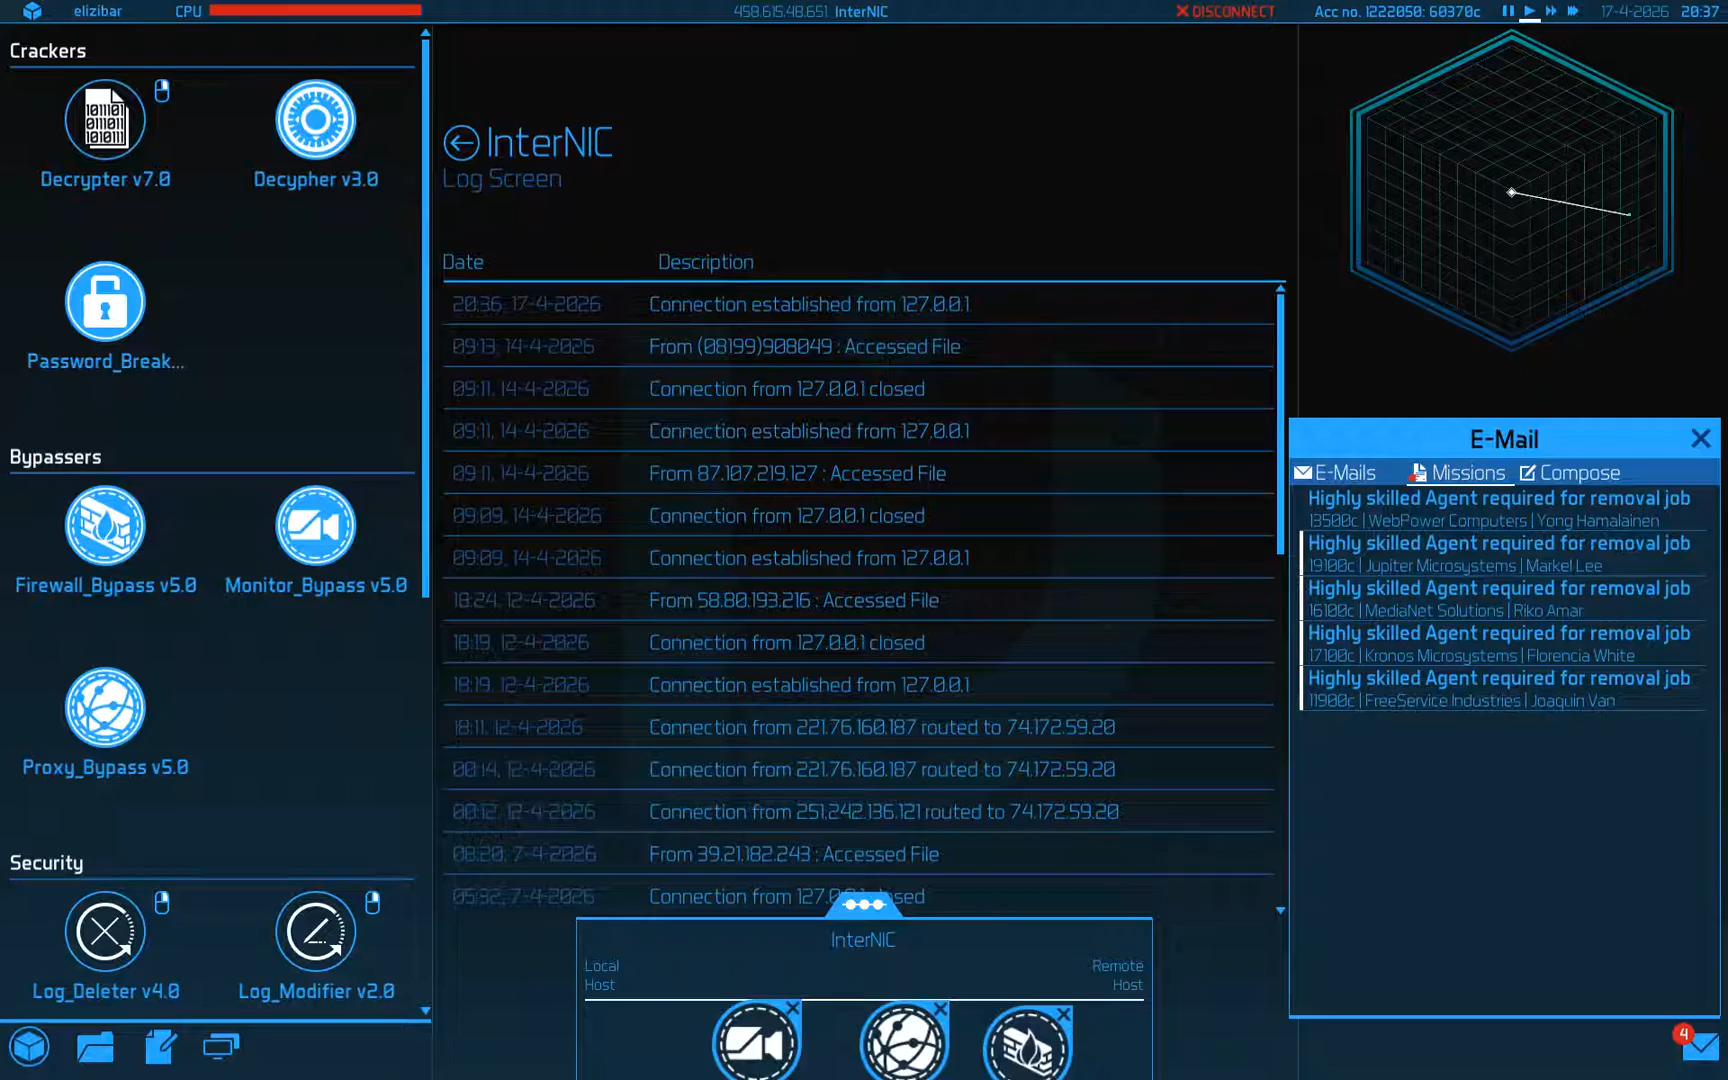 elizibar
CPU
458.615.48.651 InterNIC
DISCONNECT
Acc no. 1222050: 60370c
17-4-2026 20:37
Crackers
Decrypter v7.0
Decypher v3.0
Password_Break...
Bypassers
Firewall_Bypass v5.0
Monitor_Bypass v5.0
Proxy_Bypass v5.0
Security
Log_Deleter v4.0
Log_Modifier v2.0
InterNIC
Log Screen
Date Description
20:36, 17-4-2026 Connection established from 127.0.0.1
09:13, 14-4-2026 From (08199)908049 : Accessed File
09:11, 14-4-2026 Connection from 127.0.0.1 closed
09:11, 14-4-2026 Connection established from 127.0.0.1
09:11, 14-4-2026 From 87.107.219.127 : Accessed File
09:09, 14-4-2026 Connection from 127.0.0.1 closed
09:09, 14-4-2026 Connection established from 127.0.0.1
18:24, 12-4-2026 From 58.80.193.216 : Accessed File
18:19, 12-4-2026 Connection from 127.0.0.1 closed
18:19, 12-4-2026 Connection established from 127.0.0.1
18:11, 12-4-2026 Connection from 221.76.160.187 routed to 74.172.59.20
00:14, 12-4-2026 Connection from 221.76.160.187 routed to 74.172.59.20
00:12, 12-4-2026 Connection from 251.242.136.121 routed to 74.172.59.20
08:20, 7-4-2026 From 39.21.182.243 : Accessed File
7-4-2026 Connection from closed
InterNIC
Local Host
Remote Host
E-Mail
E-Mails Missions Compose
Highly skilled Agent required for removal job
13500c | WebPower Computers | Yong Hamalainen
Highly skilled Agent required for removal job
19100c | Jupiter Microsystems | Markel Lee
Highly skilled Agent required for removal job
16100c | MediaNet Solutions | Riko Amar
Highly skilled Agent required for removal job
17100c | Kronos Microsystems | Florencia White
Highly skilled Agent required for removal job
11900c | FreeService Industries | Joaquin Van
4